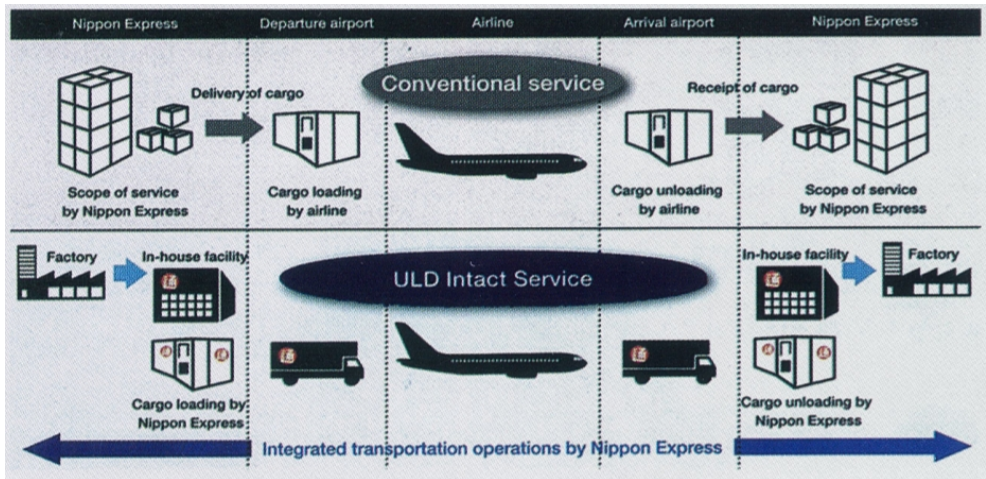 Nippon Express
Departure airport
Airline
Arrival airport
Nippon Express
Conventional service
Delivery of cargo
Receipt of cargo
Scope of service
by Nippon Express
Cargo loading
by airline
Cargo unloading
by airline
Scope of service
by Nippon Express
ULD Intact Service
Factory
In-house facility
In-house facility
Factory
Cargo loading by
Nippon Express
Cargo unloading by
Nippon Express
Integrated transportation operations by Nippon Express